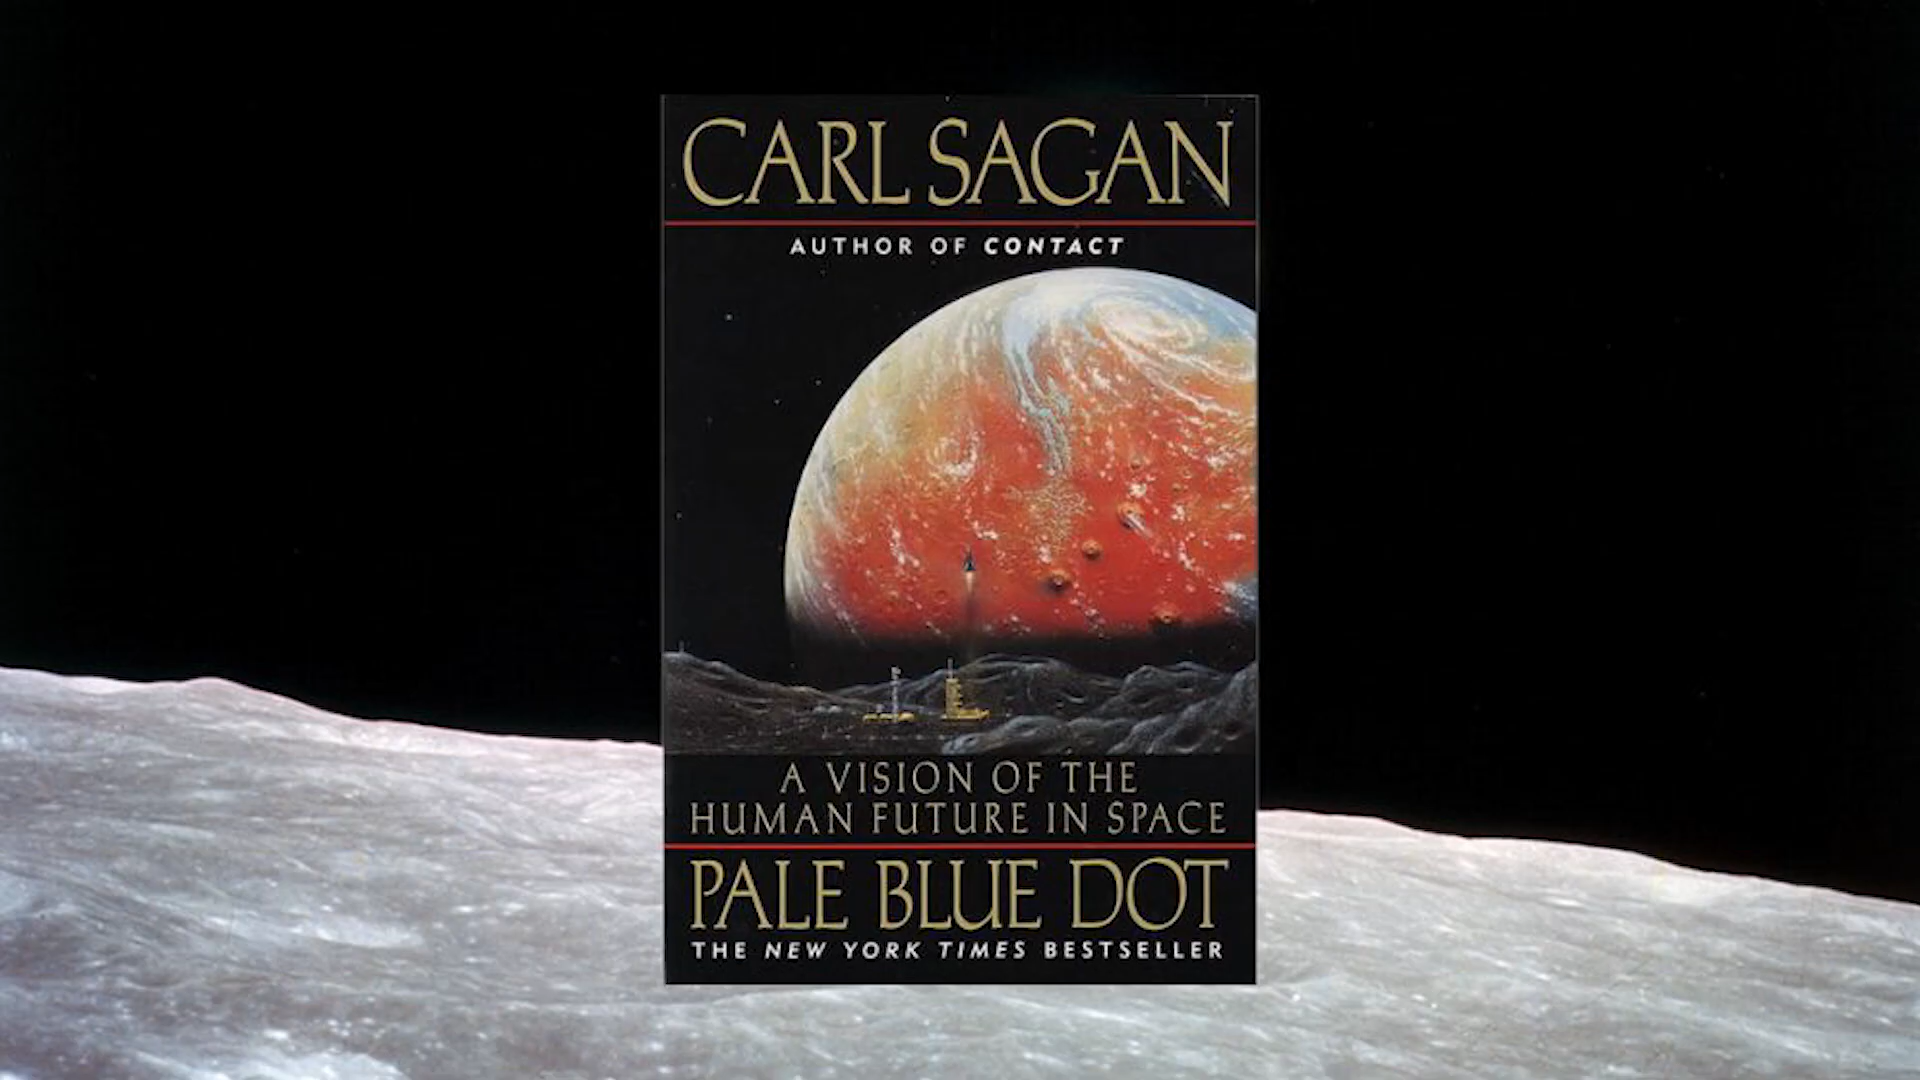 CARL SAGAN
AUTHOR OF CONTACT
A VISION OF THE
HUMAN FUTURE IN SPACE
PALE BLUE DOT
THE NEW YORK TIMES BESTSELLER